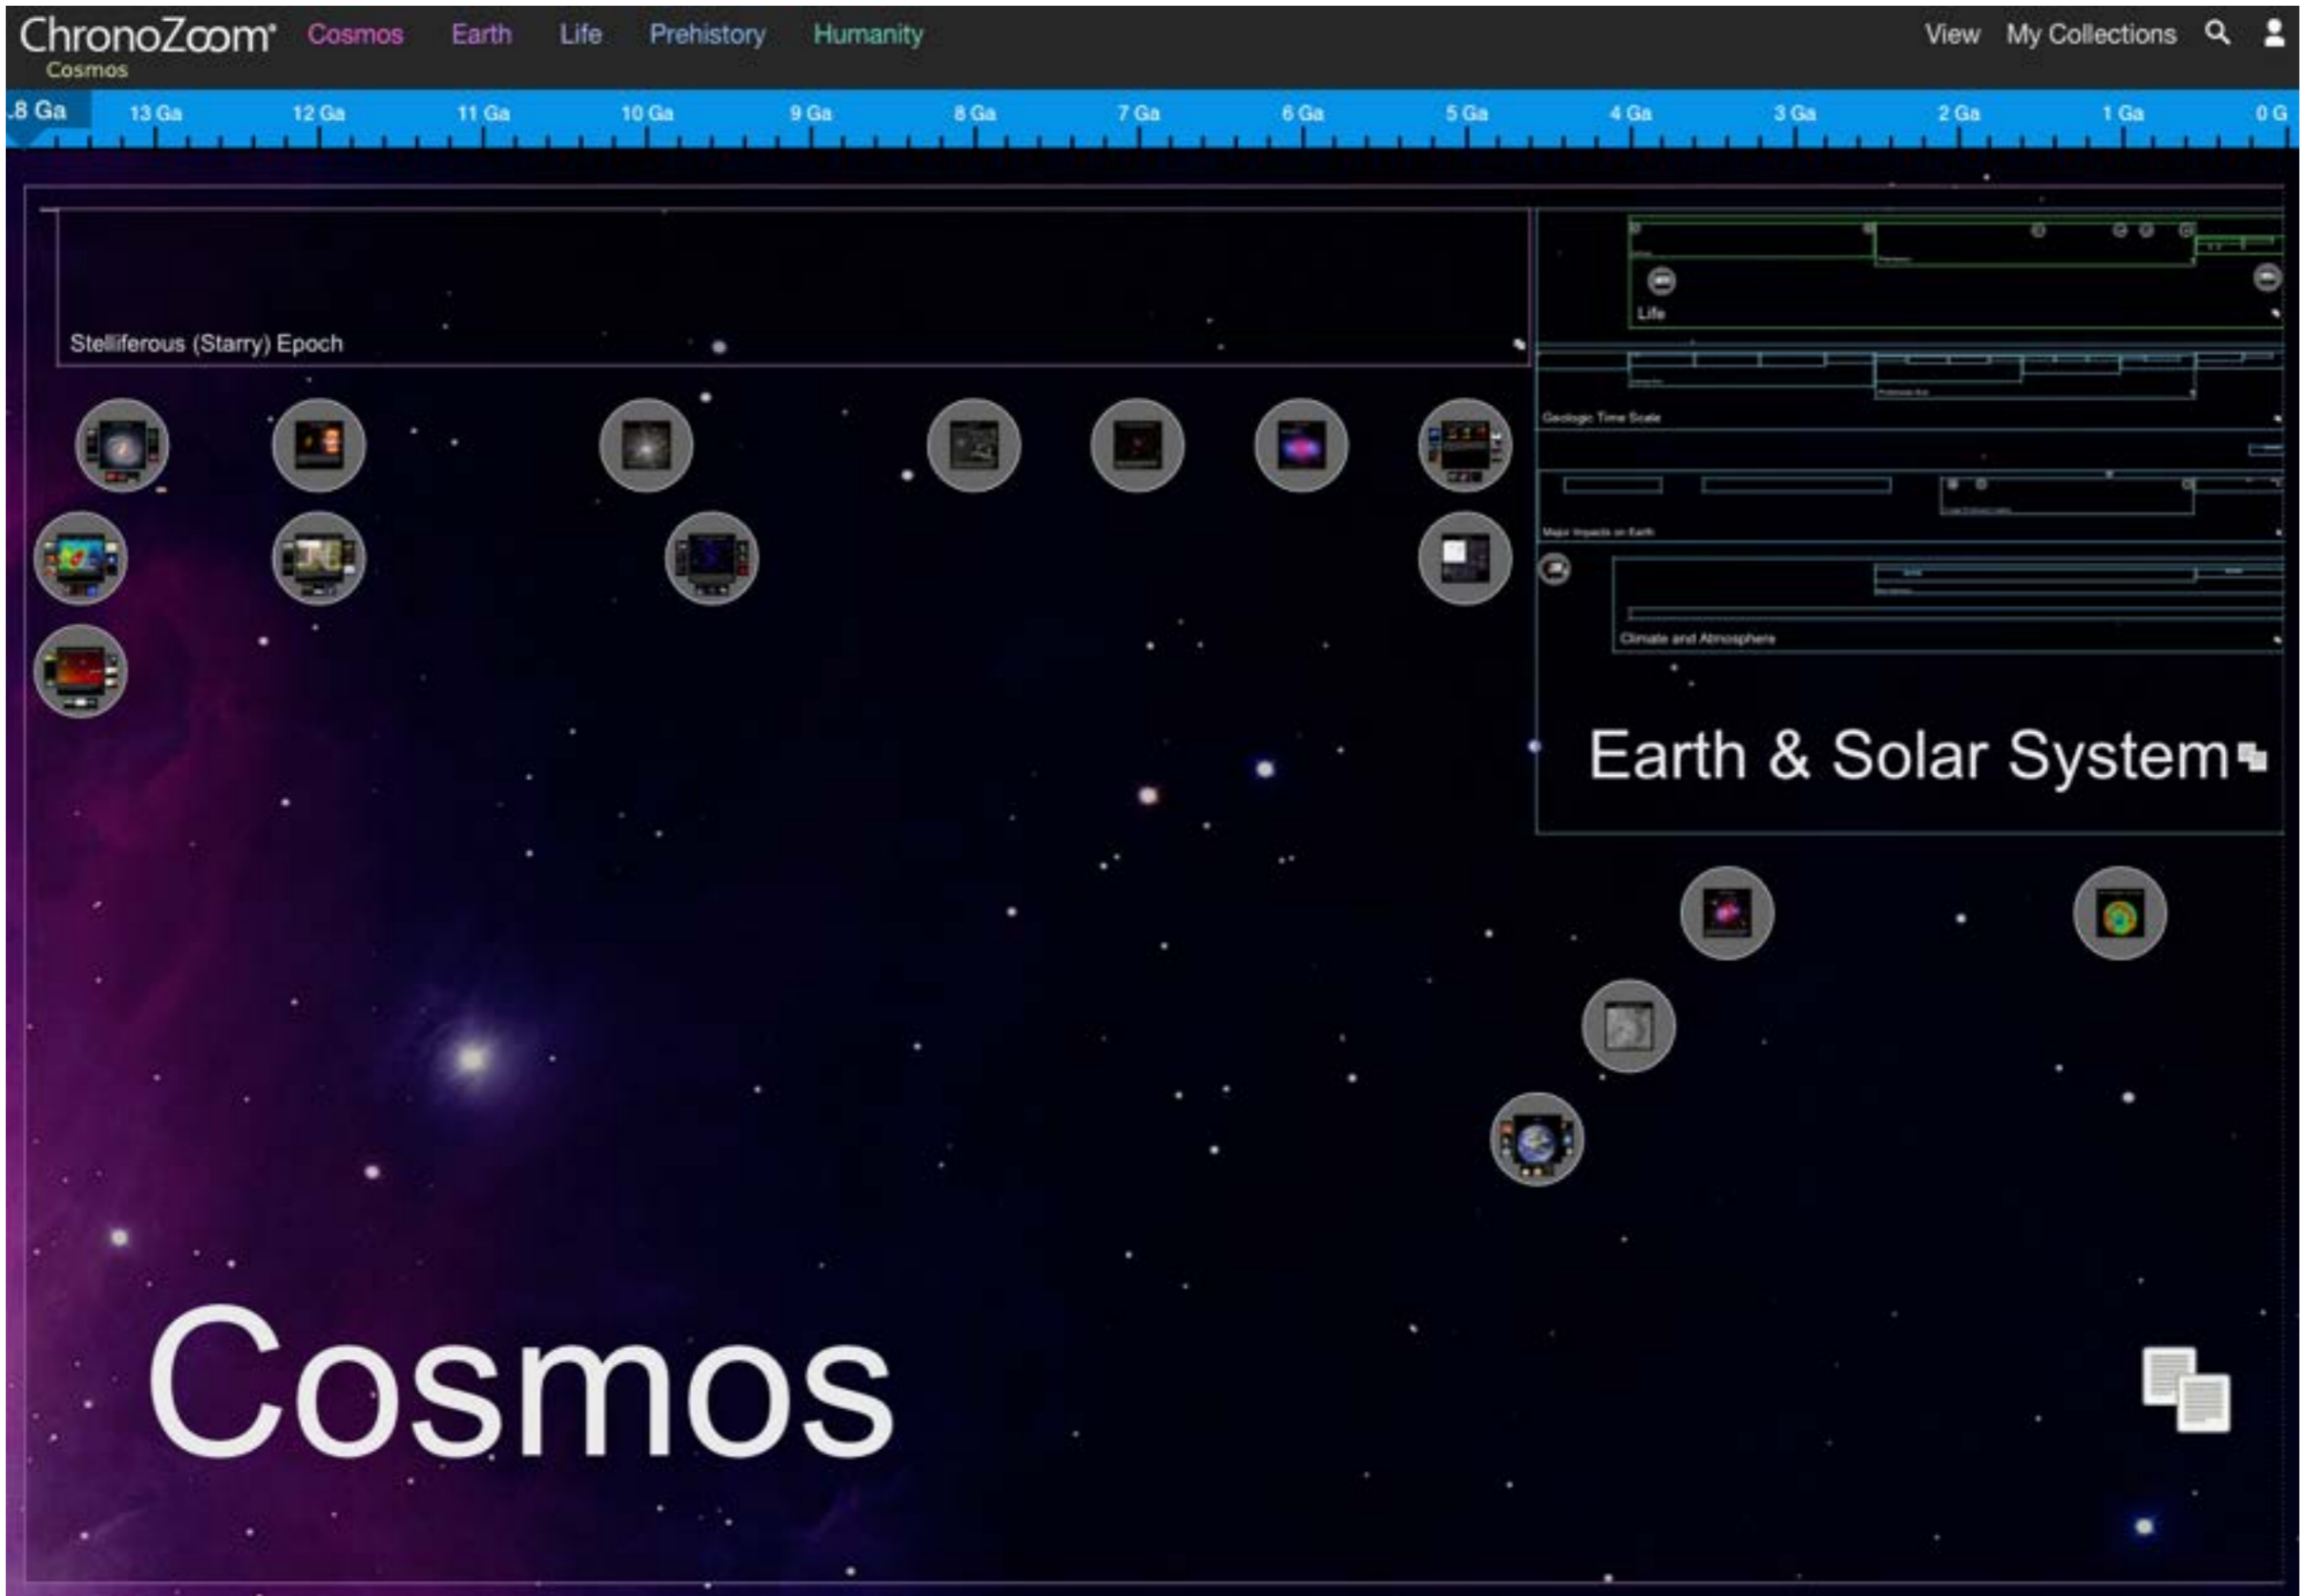 ChronoZoom® Cosmos Earth Life Prehistory Humanity View My Collections
Cosmos
.8 Ga 13 Ga 12 Ga 11 Ga 10 Ga 9 Ga 8 Ga 7 Ga 6 Ga 5 Ga 4 Ga 3 Ga 2 Ga 1 Ga 0 G
Life
Stelliferous (Starry) Epoch
Geologic Time Scale
Major Impacts on Earth
Climate and Atmosphere
Earth & Solar System
Cosmos